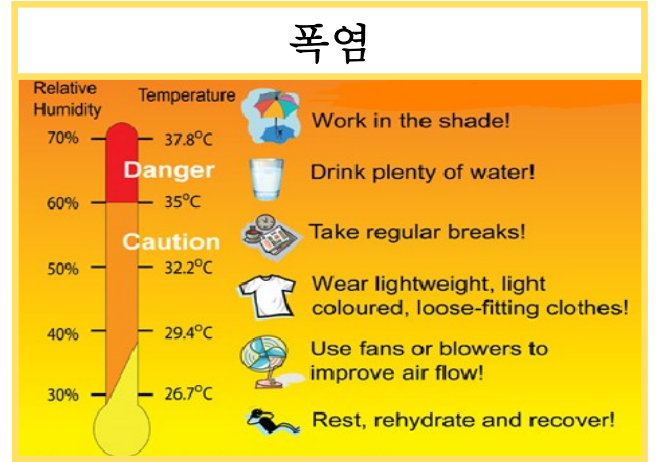 폭염
Relative
Humidity
Temperature
70%
37.8°C
Work in the shade!
Danger
Drink plenty of water!
60%
35°C
Caution
Take regular breaks!
50%
32.2°C
Wear lightweight, light
coloured, loose-fitting clothes!
40%
29.4°C
Use fans or blowers to
improve air flow!
30%
26.7°C
Rest, rehydrate and recover!